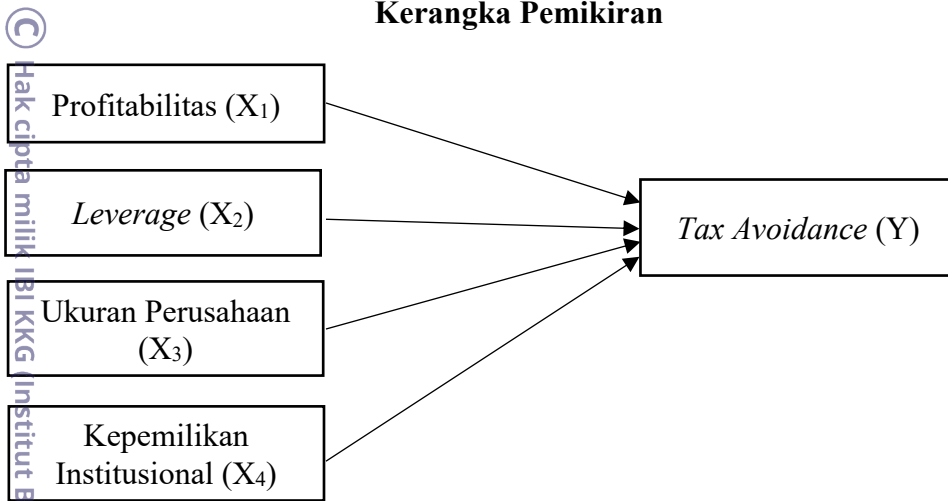 Kerangka Pemikiran
© Hak cipta milik IBI KKG (Institut B
Profitabilitas (X₁)
Leverage (X₂)
Ukuran Perusahaan
(X₃)
Kepemilikan
Institusional (X₄)
Tax Avoidance (Y)